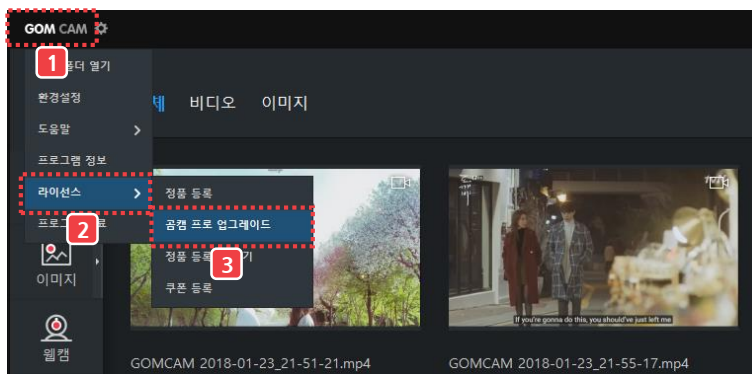 GOM CAM
1
더 열기
환경설정
비디오
이미지
도움말
프로그램 정보
라이선스
정품 등록
2
곰캠 프로 업그레이드
정품 등록
3
이미지
쿠폰 등록
웹캠
If you're gonna do this, you should've just left me
GOMCAM 2018-01-23_21-51-21.mp4
GOMCAM 2018-01-23_21-55-17.mp4